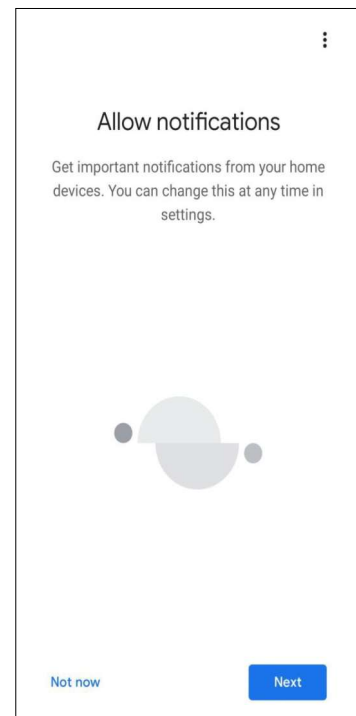 Allow notifications
Get important notifications from your home
devices. You can change this at any time in
settings.
Not now
Next